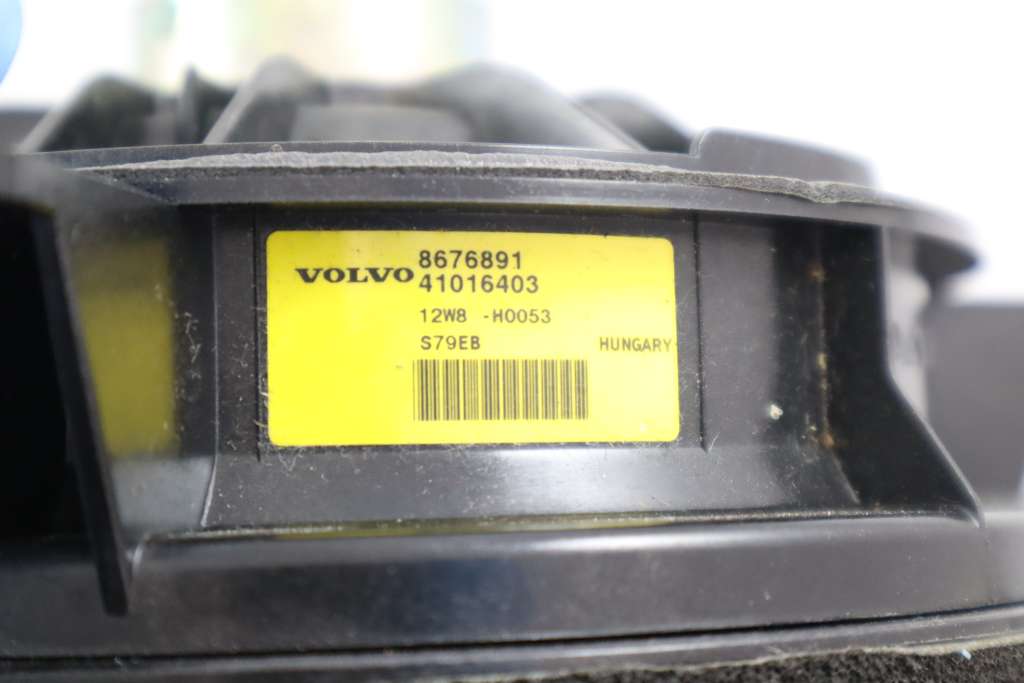 VOLVO 8676891
41016403
12W8 -H0053
S79EB HUNGARY